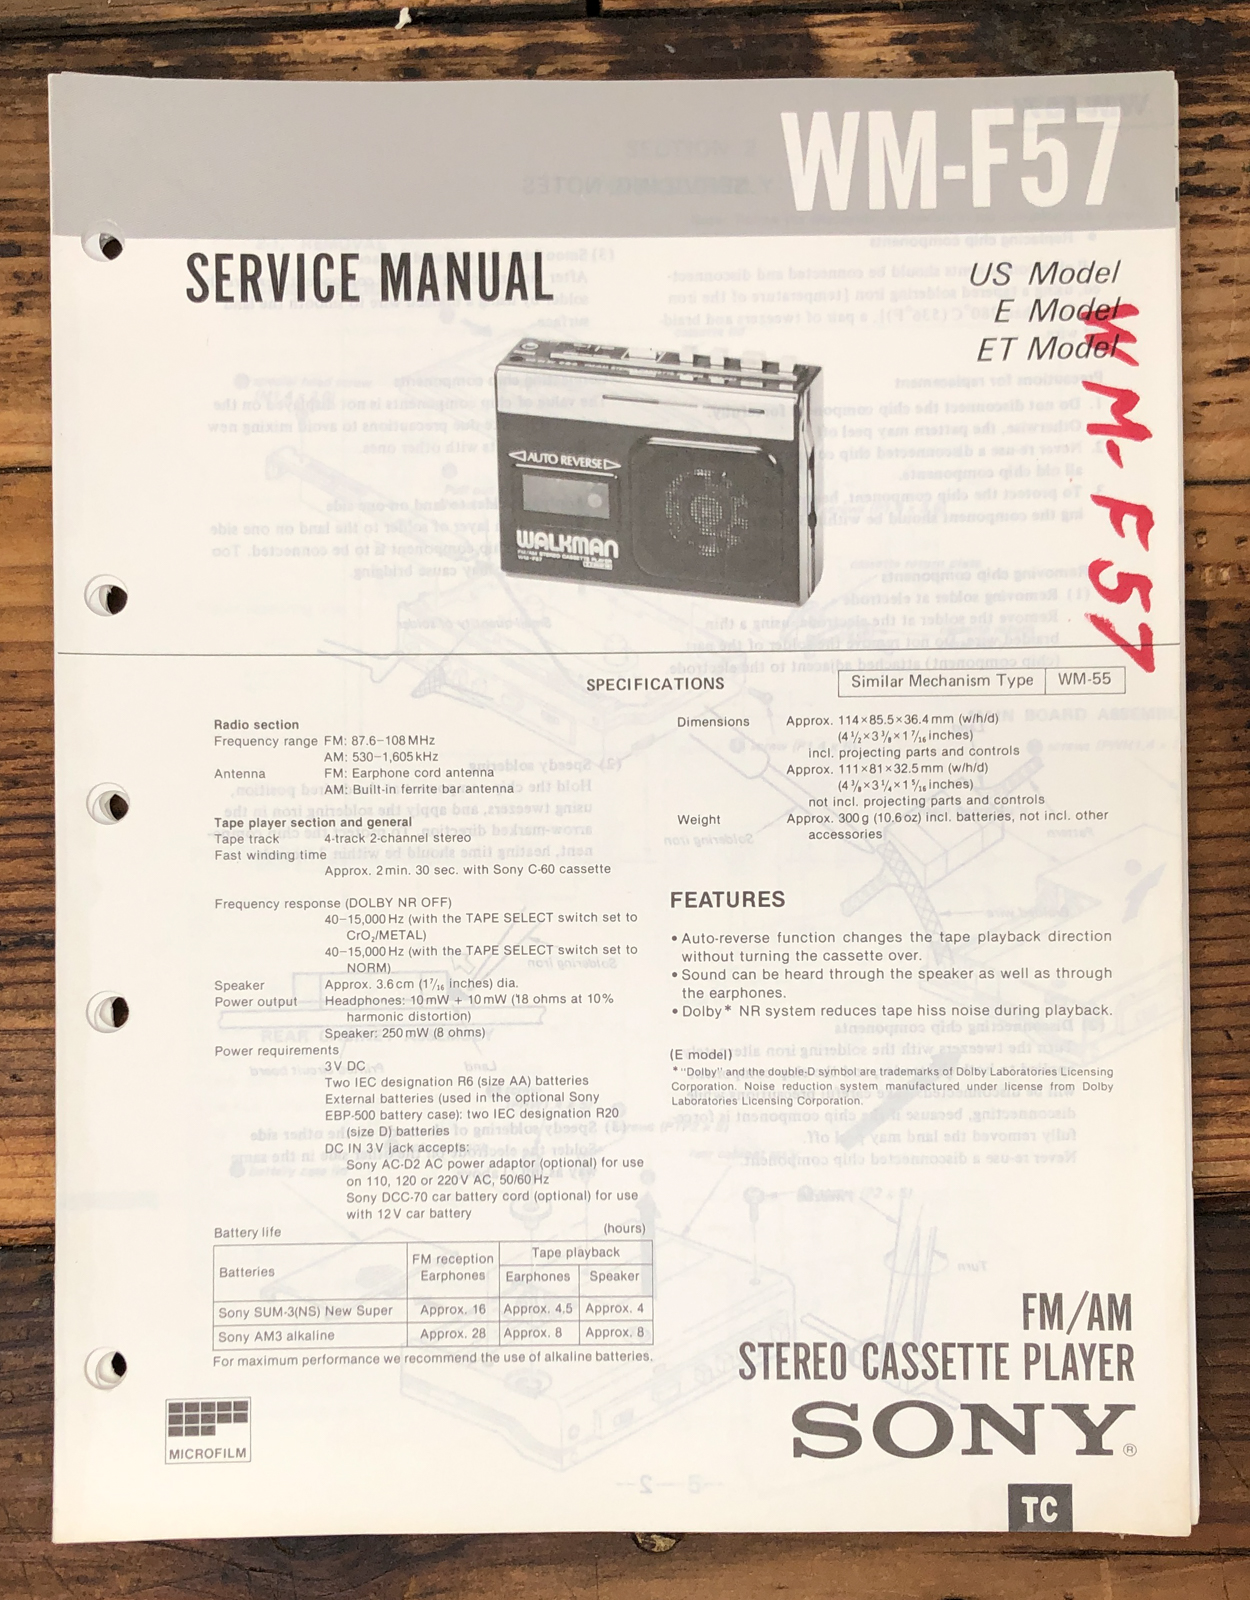 WM-F57
SERVICE MANUAL
US Model
E Model
ET Model
WM-F57
AUTO REVERSE
WALKMAN
FM/AM STEREO CASSETTE PLAYER
WM-F57
SPECIFICATIONS
Similar Mechanism Type WM-55
Radio section
Frequency range FM: 87.6–108 MHz
AM: 530–1,605 kHz
Antenna FM: Earphone cord antenna
AM: Built-in ferrite bar antenna
Tape player section and general
Tape track 4-track 2-channel stereo
Fast winding time
Approx. 2 min. 30 sec. with Sony C-60 cassette
Frequency response (DOLBY NR OFF)
40–15,000 Hz (with the TAPE SELECT switch set to
CrO₂/METAL)
40–15,000 Hz (with the TAPE SELECT switch set to
NORM)
Speaker Approx. 3.6 cm (1 7/16 inches) dia.
Power output Headphones: 10 mW + 10 mW (18 ohms at 10%
harmonic distortion)
Speaker: 250 mW (8 ohms)
Power requirements
3 V DC
Two IEC designation R6 (size AA) batteries
External batteries (used in the optional Sony
EBP-500 battery case): two IEC designation R20
(size D) batteries
DC IN 3 V jack accepts:
Sony AC-D2 AC power adaptor (optional) for use
on 110, 120 or 220 V AC, 50/60 Hz
Sony DCC-70 car battery cord (optional) for use
with 12 V car battery
Battery life (hours)
Batteries FM reception Earphones Tape playback Earphones Speaker
Sony SUM-3(NS) New Super Approx. 16 Approx. 4.5 Approx. 4
Sony AM3 alkaline Approx. 28 Approx. 8 Approx. 8
For maximum performance we recommend the use of alkaline batteries.
MICROFILM
Dimensions Approx. 114×85.5×36.4 mm (w/h/d)
(4 1/2×3 3/8×1 7/16 inches)
incl. projecting parts and controls
Approx. 111×81×32.5 mm (w/h/d)
(4 3/8×3 1/4×1 5/16 inches)
not incl. projecting parts and controls
Weight Approx. 300 g (10.6 oz) incl. batteries, not incl. other
accessories
FEATURES
• Auto-reverse function changes the tape playback direction
without turning the cassette over.
• Sound can be heard through the speaker as well as through
the earphones.
• Dolby* NR system reduces tape hiss noise during playback.
(E model)
* "Dolby" and the double-D symbol are trademarks of Dolby Laboratories Licensing
Corporation. Noise reduction system manufactured under license from Dolby
Laboratories Licensing Corporation.
FM/AM
STEREO CASSETTE PLAYER
SONY®
TC